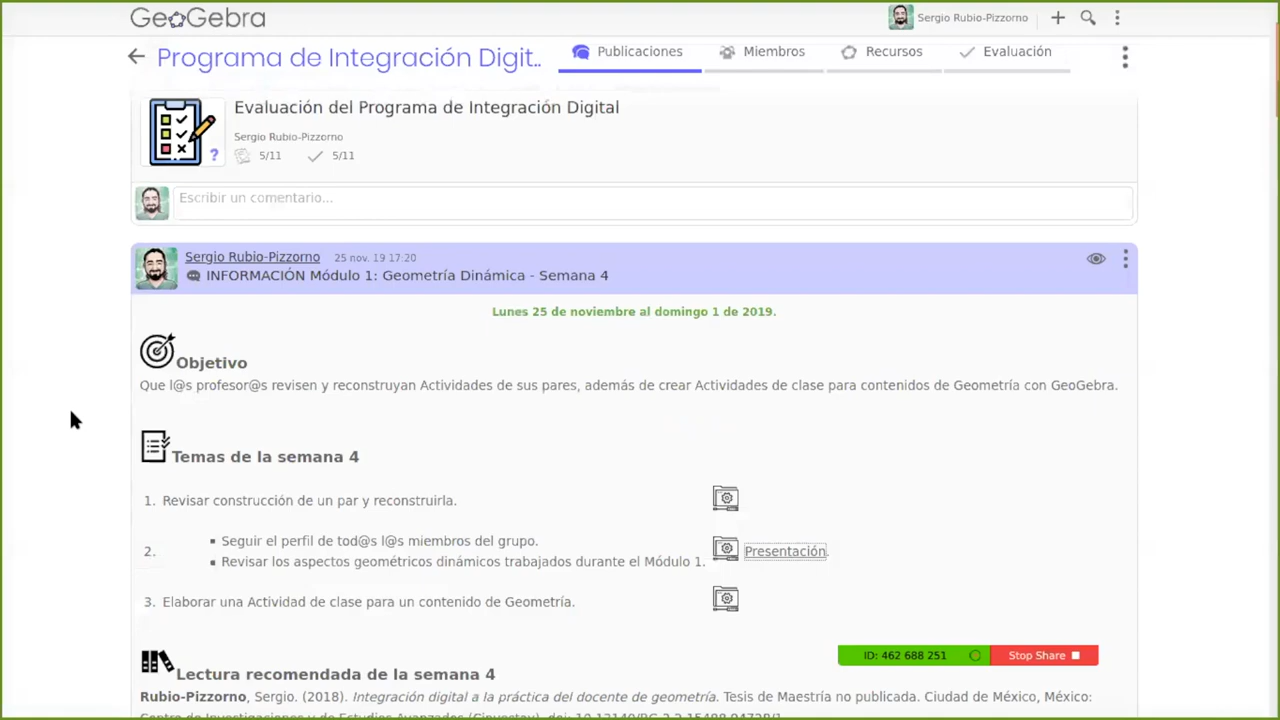 GeoGebra
Sergio Rubio-Pizzorno
Programa de Integración Digit..
Publicaciones
Miembros
Recursos
Evaluación
Evaluación del Programa de Integración Digital
Sergio Rubio-Pizzorno
5/11 5/11
Escribir un comentario...
Sergio Rubio-Pizzorno 25 nov. 19 17:20
INFORMACIÓN Módulo 1: Geometría Dinámica - Semana 4
Lunes 25 de noviembre al domingo 1 de 2019.
Objetivo
Que l@s profesor@s revisen y reconstruyan Actividades de sus pares, además de crear Actividades de clase para contenidos de Geometría con GeoGebra.
Temas de la semana 4
1. Revisar construcción de un par y reconstruirla.
2.
▪ Seguir el perfil de tod@s l@s miembros del grupo.
▪ Revisar los aspectos geométricos dinámicos trabajados durante el Módulo 1.
Presentación.
3. Elaborar una Actividad de clase para un contenido de Geometría.
ID: 462 688 251 Stop Share
Lectura recomendada de la semana 4
Rubio-Pizzorno, Sergio. (2018). Integración digital a la práctica del docente de geometría. Tesis de Maestría no publicada. Ciudad de México, México: